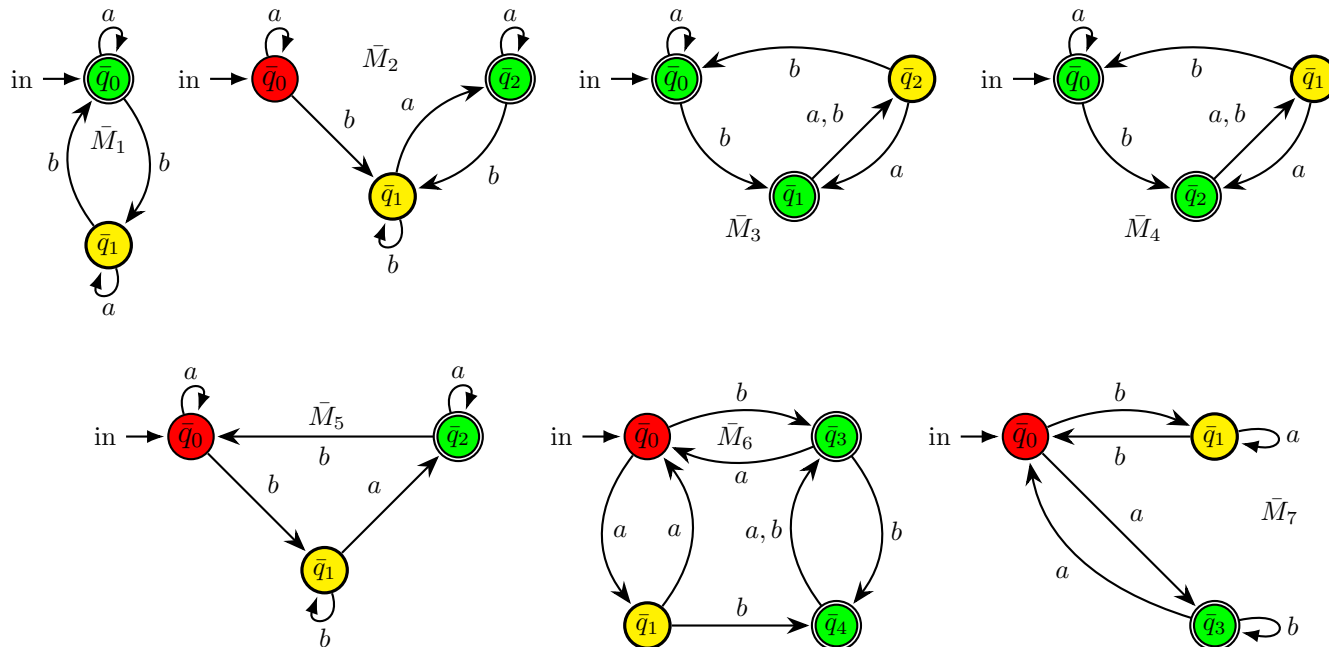 a a a a a
in q̄₀ in q̄₀ M̄₂ q̄₂ in q̄₀ b q̄₂ in q̄₀ b q̄₁
b M̄₁ b b a b b a, b a b a, b a
q̄₁ q̄₁ q̄₁ q̄₂
a b M̄₃ M̄₄
a a b b
in q̄₀ M̄₅ q̄₂ in q̄₀ M̄₆ q̄₃ in q̄₀ q̄₁ a
b a b
b a a a a, b b a a M̄₇
q̄₁ q̄₁ b q̄₄ q̄₃ b
b